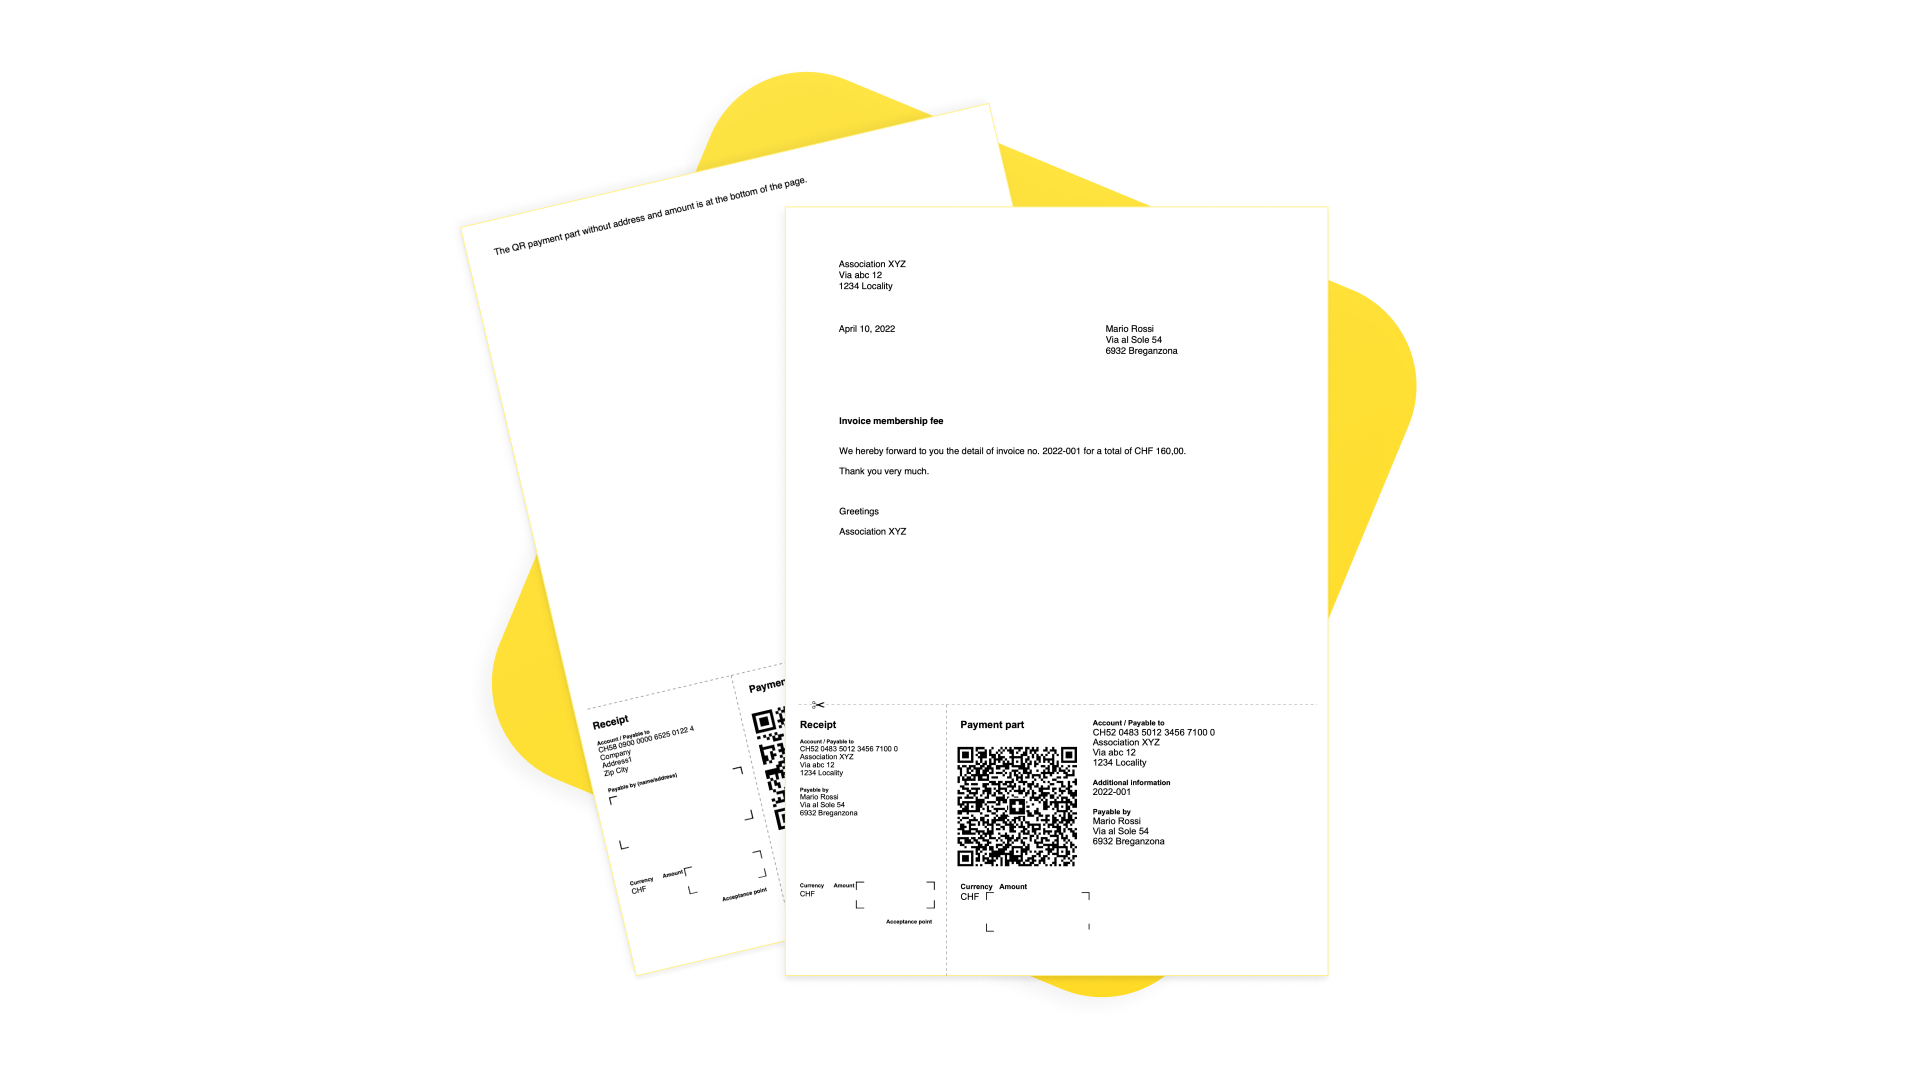 The QR payment part without address and amount is at the bottom of the page.
Receipt
Account / Payable to
CH58 0900 0000 6525 0122 4
Company
Address1
Zip City
Payable by (name/address)
Currency Amount
CHF
Acceptance point
Association XYZ
Via abc 12
1234 Locality
April 10, 2022
Mario Rossi
Via al Sole 54
6932 Breganzona
Invoice membership fee
We hereby forward to you the detail of invoice no. 2022-001 for a total of CHF 160,00.
Thank you very much.
Greetings
Association XYZ
Receipt
Account / Payable to
CH52 0483 5012 3456 7100 0
Association XYZ
Via abc 12
1234 Locality
Payable by
Mario Rossi
Via al Sole 54
6932 Breganzona
Currency Amount
CHF
Acceptance point
Payment part
Currency Amount
CHF
Account / Payable to
CH52 0483 5012 3456 7100 0
Association XYZ
Via abc 12
1234 Locality
Additional information
2022-001
Payable by
Mario Rossi
Via al Sole 54
6932 Breganzona